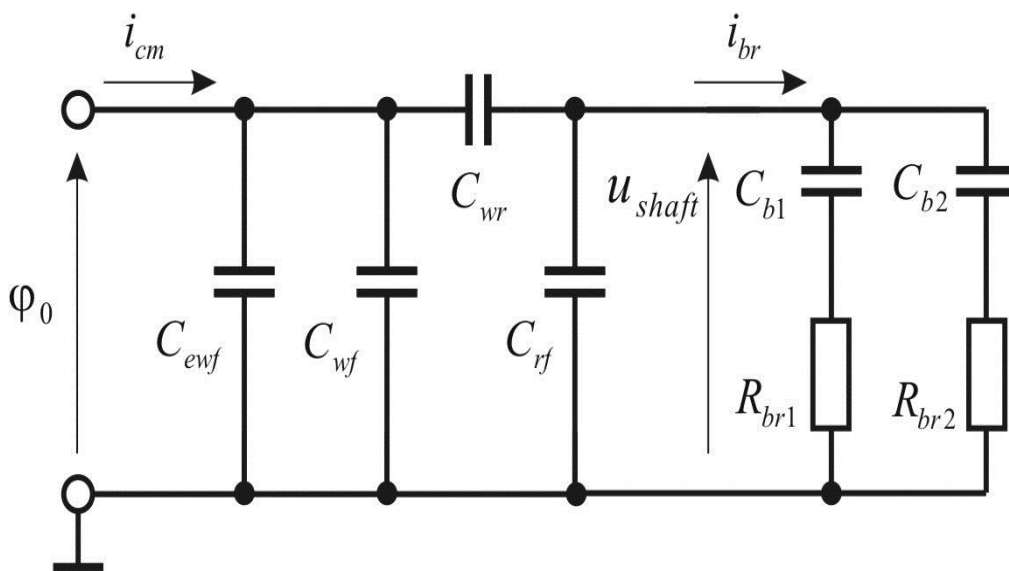 i_cm
i_br
C_wr
u_shaft
C_b1
C_b2
φ_0
C_ewf
C_wf
C_rf
R_br1
R_br2